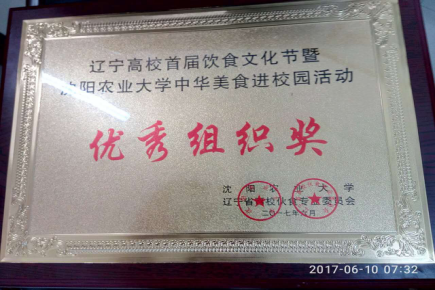 辽宁高校首届饮食文化节暨
沈阳农业大学中华美食进校园活动
优秀组织奖
沈阳农业大学
辽宁省高校伙食专业委员会
二〇一七年六月
2017-06-10 07:32